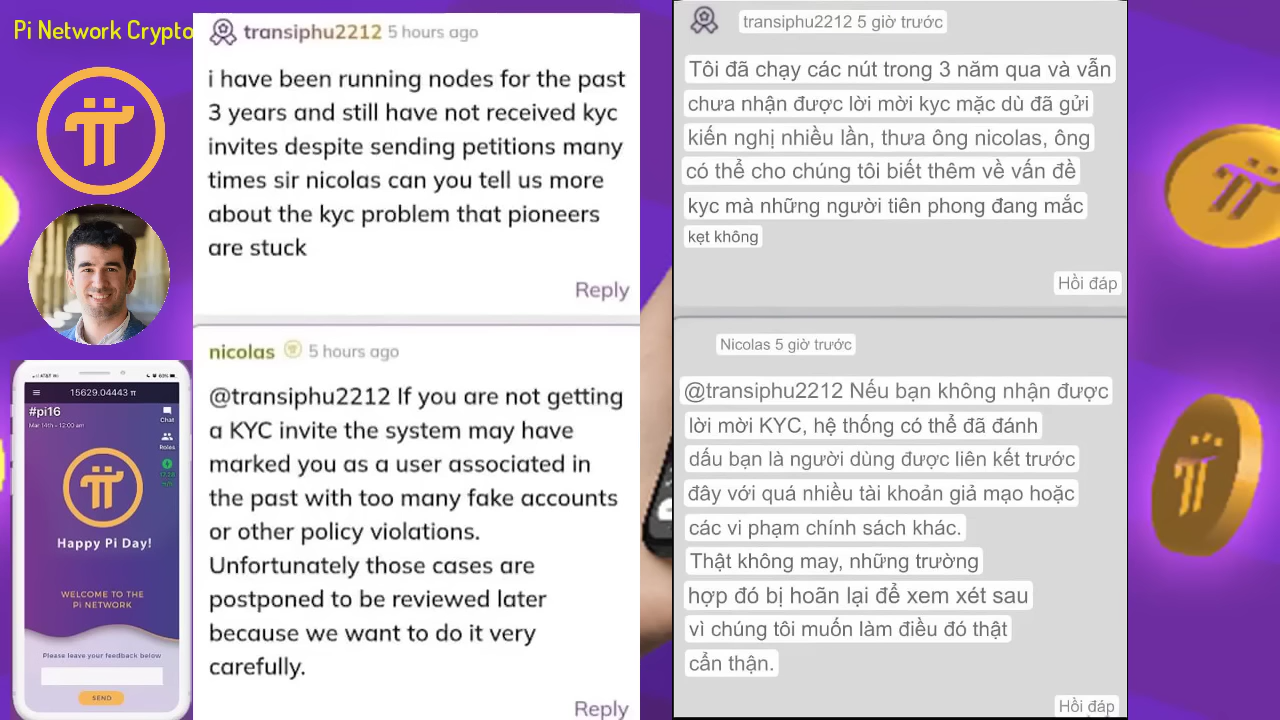 Pi Network Crypto
15629.04443 π
#pi16
Mar 14th - 12:00 am
Chat
Roles
Happy Pi Day!
WELCOME TO THE
Pi NETWORK
Please leave your feedback below
SEND
transiphu2212 5 hours ago
i have been running nodes for the past
3 years and still have not received kyc
invites despite sending petitions many
times sir nicolas can you tell us more
about the kyc problem that pioneers
are stuck
Reply
nicolas 5 hours ago
@transiphu2212 If you are not getting
a KYC invite the system may have
marked you as a user associated in
the past with too many fake accounts
or other policy violations.
Unfortunately those cases are
postponed to be reviewed later
because we want to do it very
carefully.
Reply
transiphu2212 5 giờ trước
Tôi đã chạy các nút trong 3 năm qua và vẫn
chưa nhận được lời mời kyc mặc dù đã gửi
kiến nghị nhiều lần, thưa ông nicolas, ông
có thể cho chúng tôi biết thêm về vấn đề
kyc mà những người tiên phong đang mắc
kẹt không
Hồi đáp
Nicolas 5 giờ trước
@transiphu2212 Nếu bạn không nhận được
lời mời KYC, hệ thống có thể đã đánh
dấu bạn là người dùng được liên kết trước
đây với quá nhiều tài khoản giả mạo hoặc
các vi phạm chính sách khác.
Thật không may, những trường
hợp đó bị hoãn lại để xem xét sau
vì chúng tôi muốn làm điều đó thật
cẩn thận.
Hồi đáp